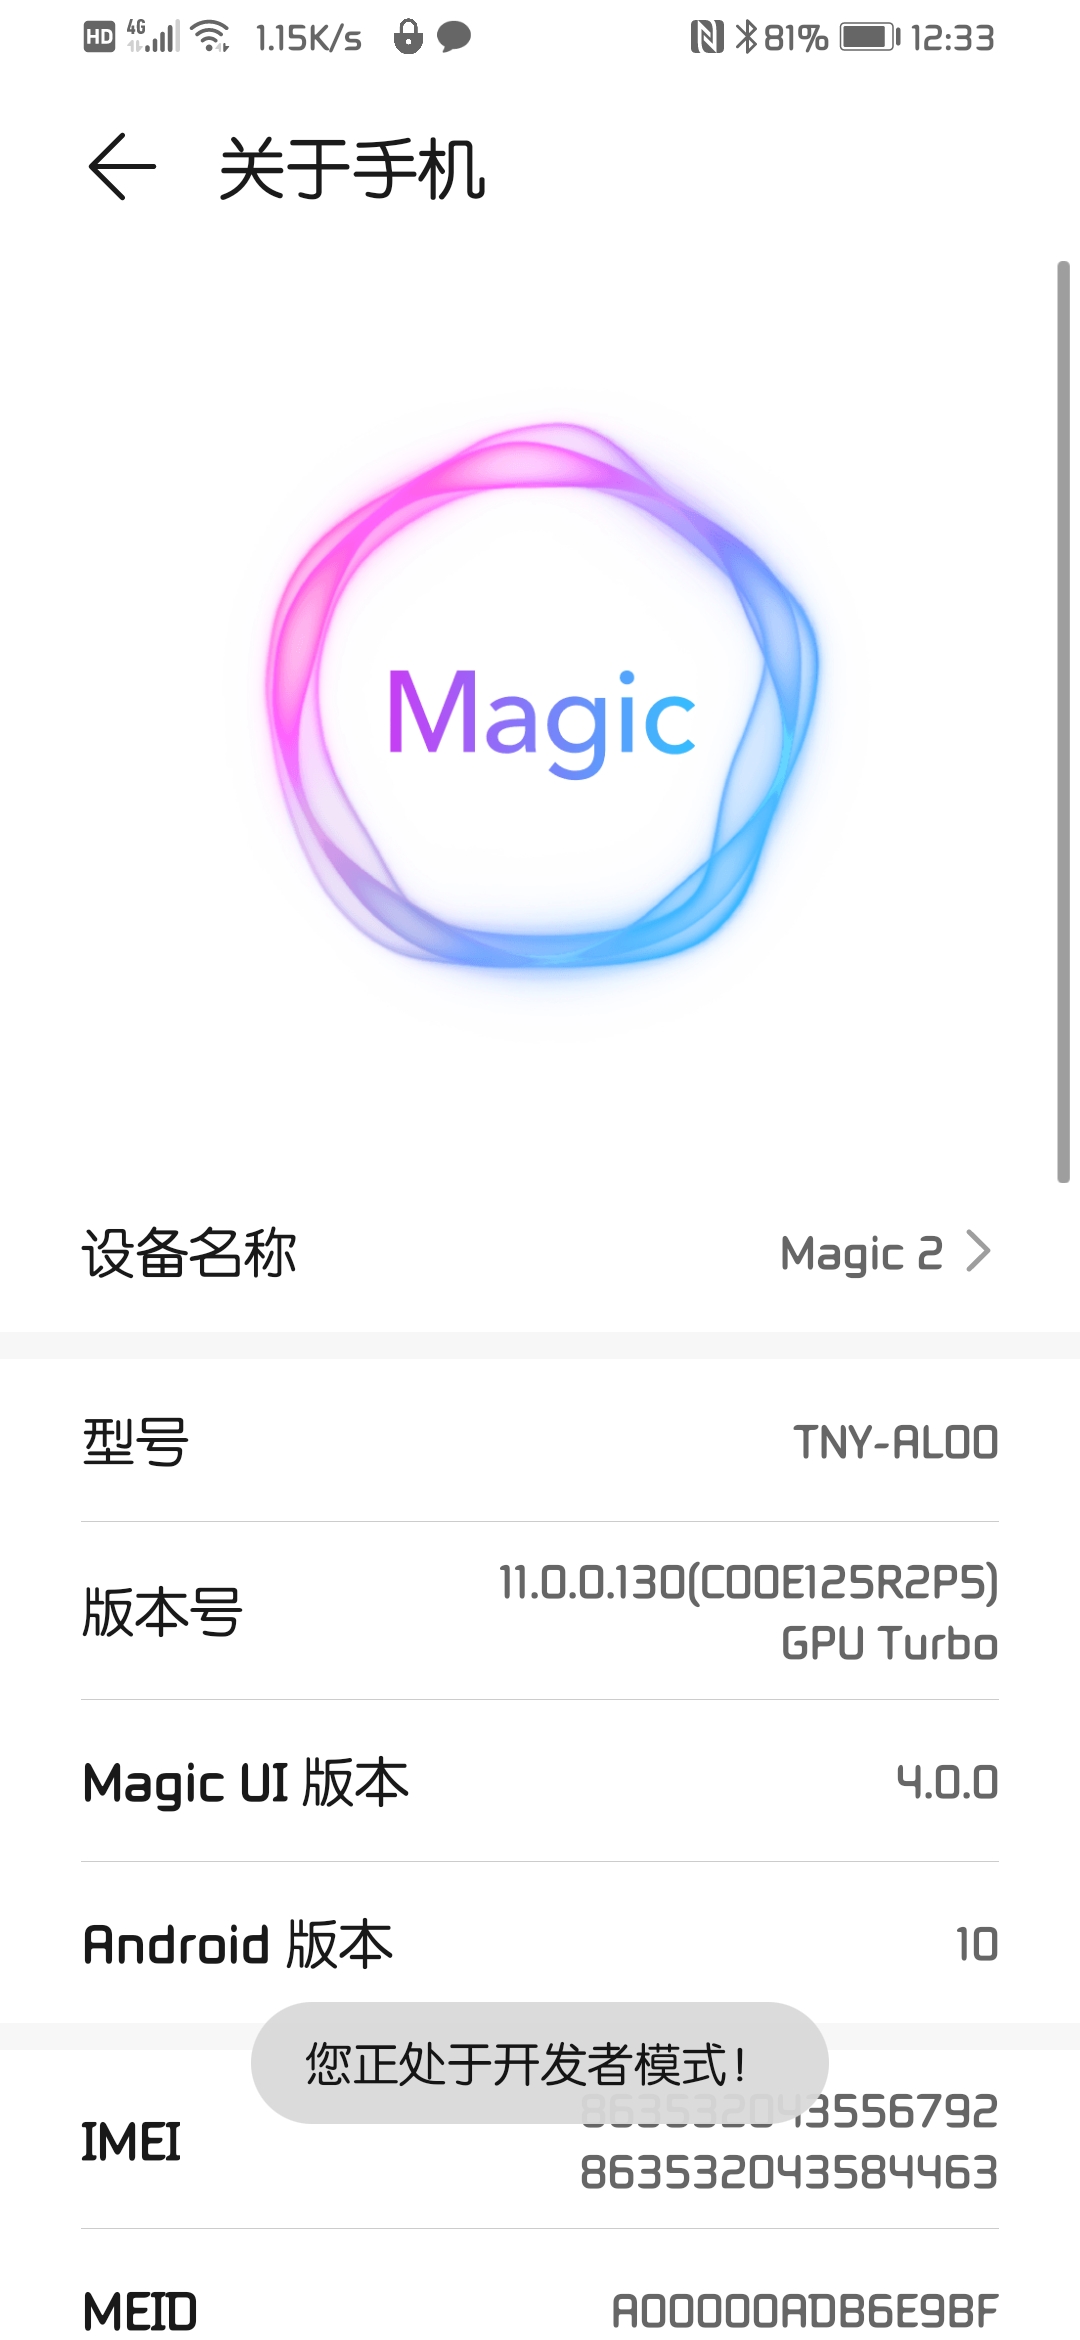 HD 4G 1.15K/s 81% 12:33
关于手机
Magic
设备名称 Magic 2
型号 TNY-AL00
版本号 11.0.0.130(C00E125R2P5)
GPU Turbo
Magic UI 版本 4.0.0
Android 版本 10
您正处于开发者模式!
IMEI 863532043556792
863532043584463
MEID A00000ADB6E9BF